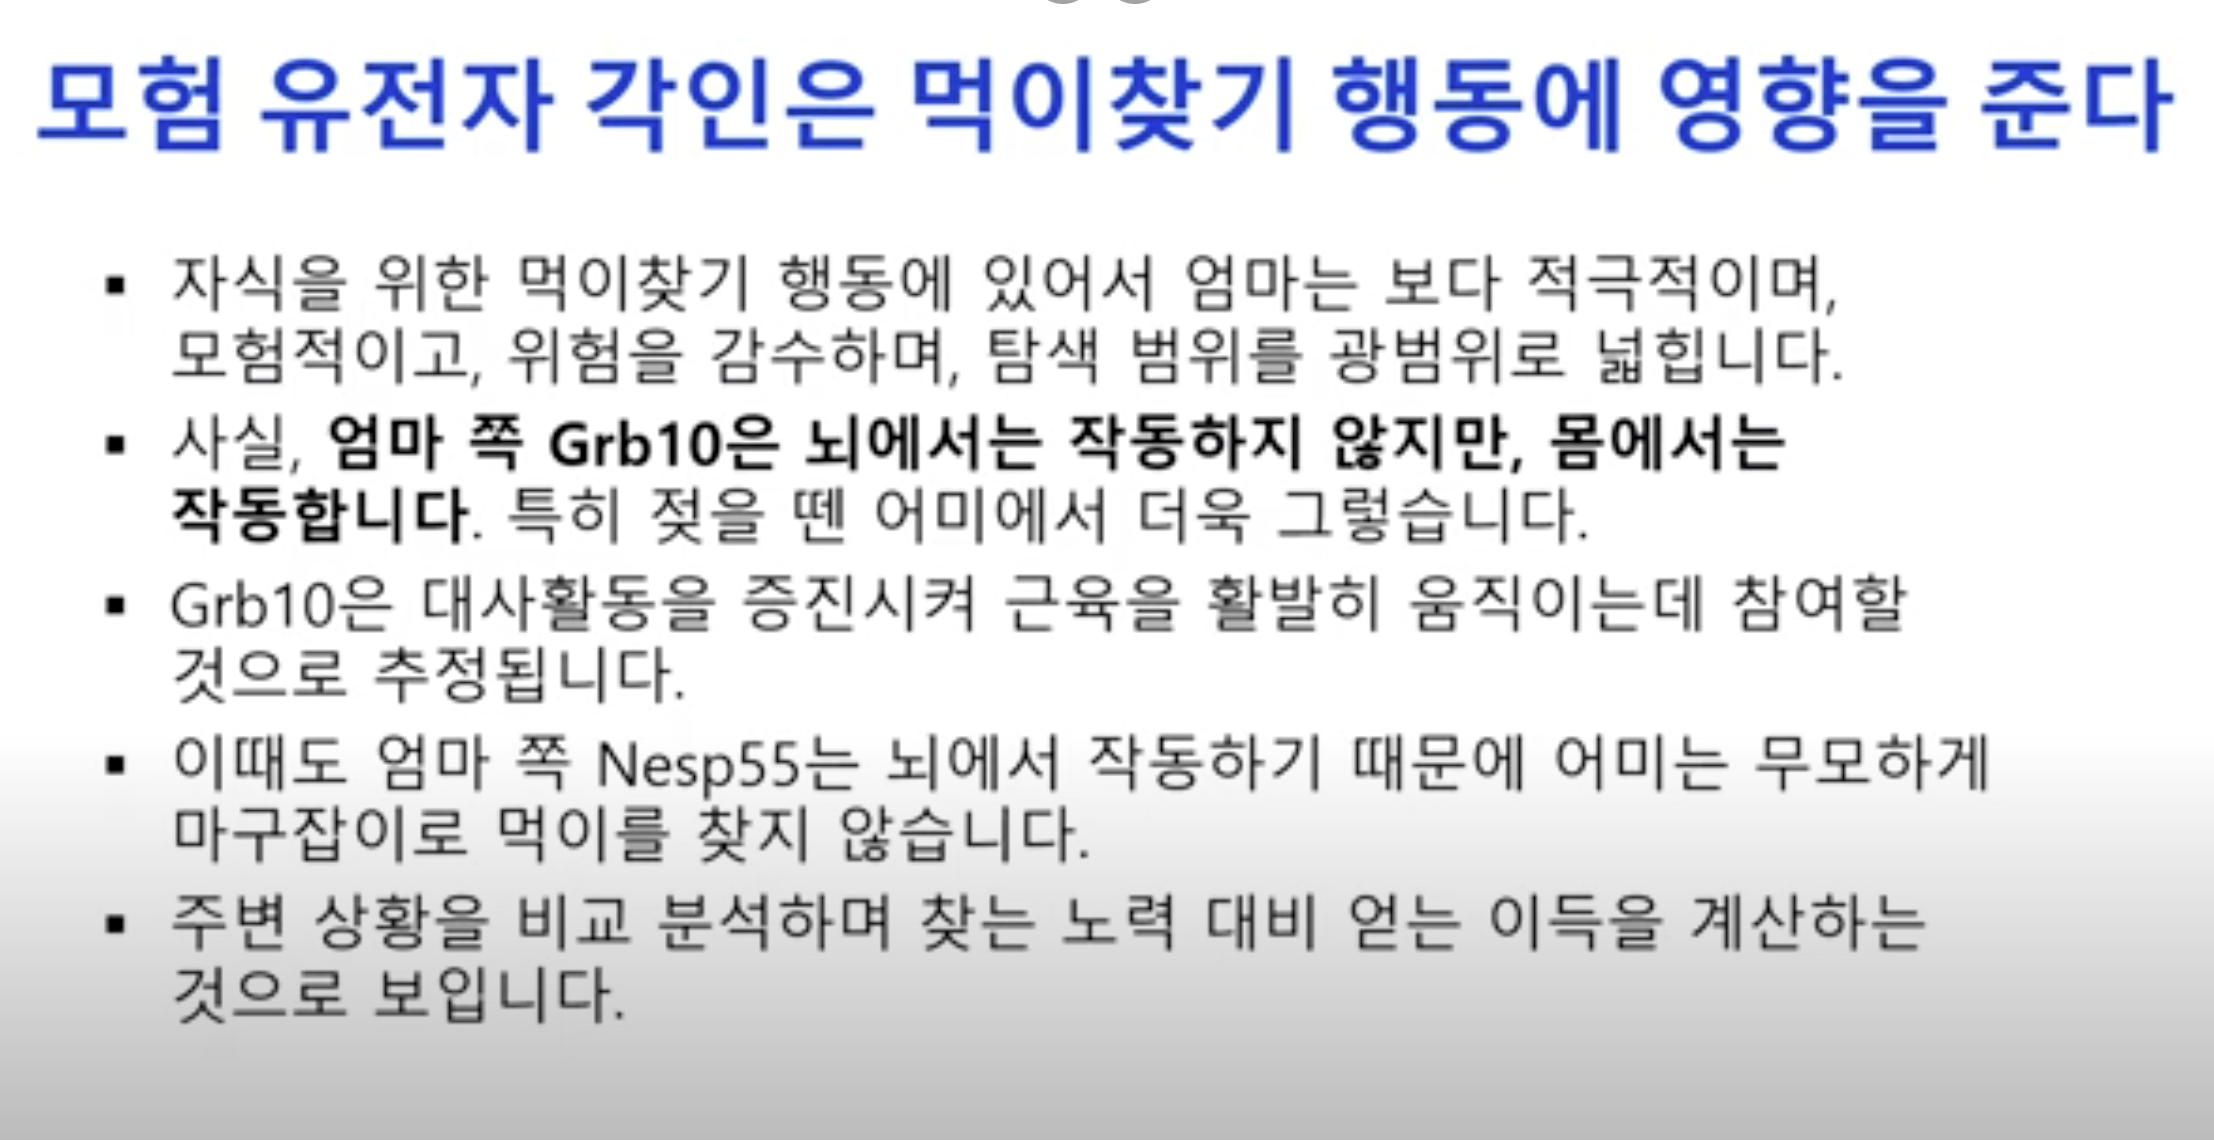 모험 유전자 각인은 먹이찾기 행동에 영향을 준다
▪ 자식을 위한 먹이찾기 행동에 있어서 엄마는 보다 적극적이며,
모험적이고, 위험을 감수하며, 탐색 범위를 광범위로 넓힙니다.
▪ 사실, 엄마 쪽 Grb10은 뇌에서는 작동하지 않지만, 몸에서는
작동합니다. 특히 젖을 뗀 어미에서 더욱 그렇습니다.
▪ Grb10은 대사활동을 증진시켜 근육을 활발히 움직이는데 참여할
것으로 추정됩니다.
▪ 이때도 엄마 쪽 Nesp55는 뇌에서 작동하기 때문에 어미는 무모하게
마구잡이로 먹이를 찾지 않습니다.
▪ 주변 상황을 비교 분석하며 찾는 노력 대비 얻는 이득을 계산하는
것으로 보입니다.